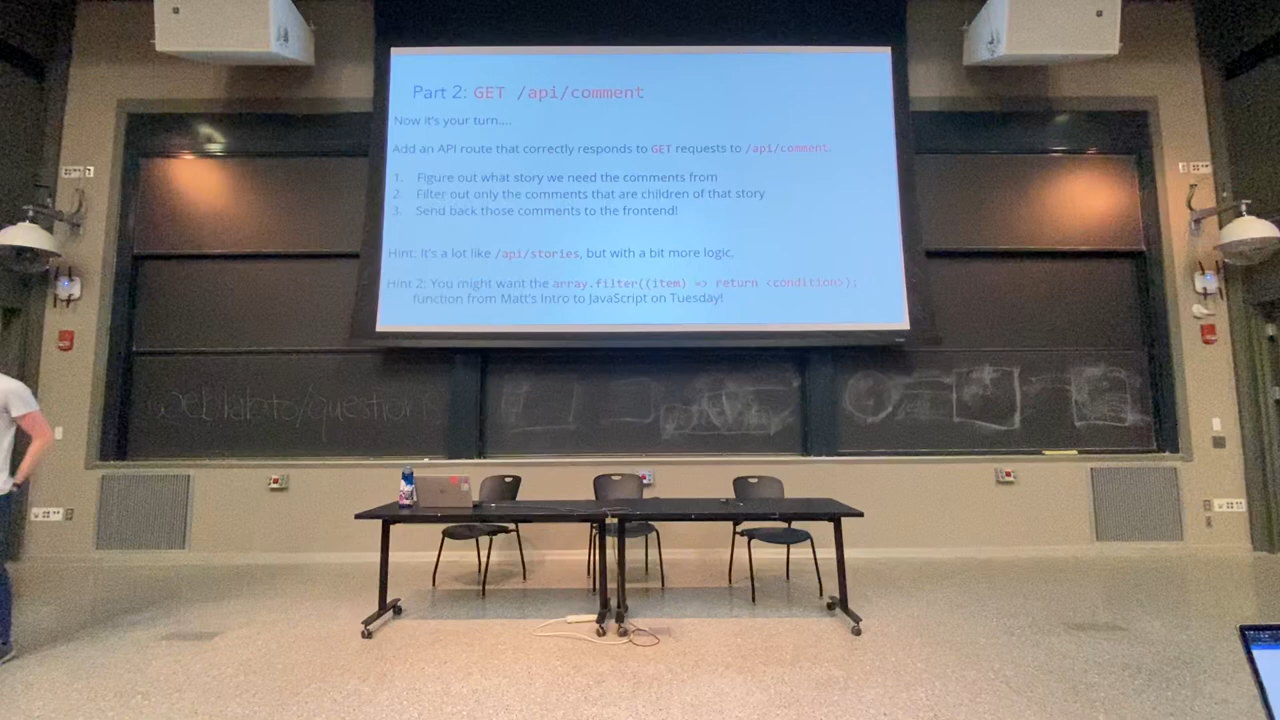 Part 2: GET /api/comment
Now it's your turn....
Add an API route that correctly responds to GET requests to /api/comment.
1. Figure out what story we need the comments from
2. Filter out only the comments that are children of that story
3. Send back those comments to the frontend!
Hint: It's a lot like /api/stories, but with a bit more logic.
Hint 2: You might want the array.filter((item) => return <condition>);
function from Matt's Intro to JavaScript on Tuesday!
weblab.to/questions